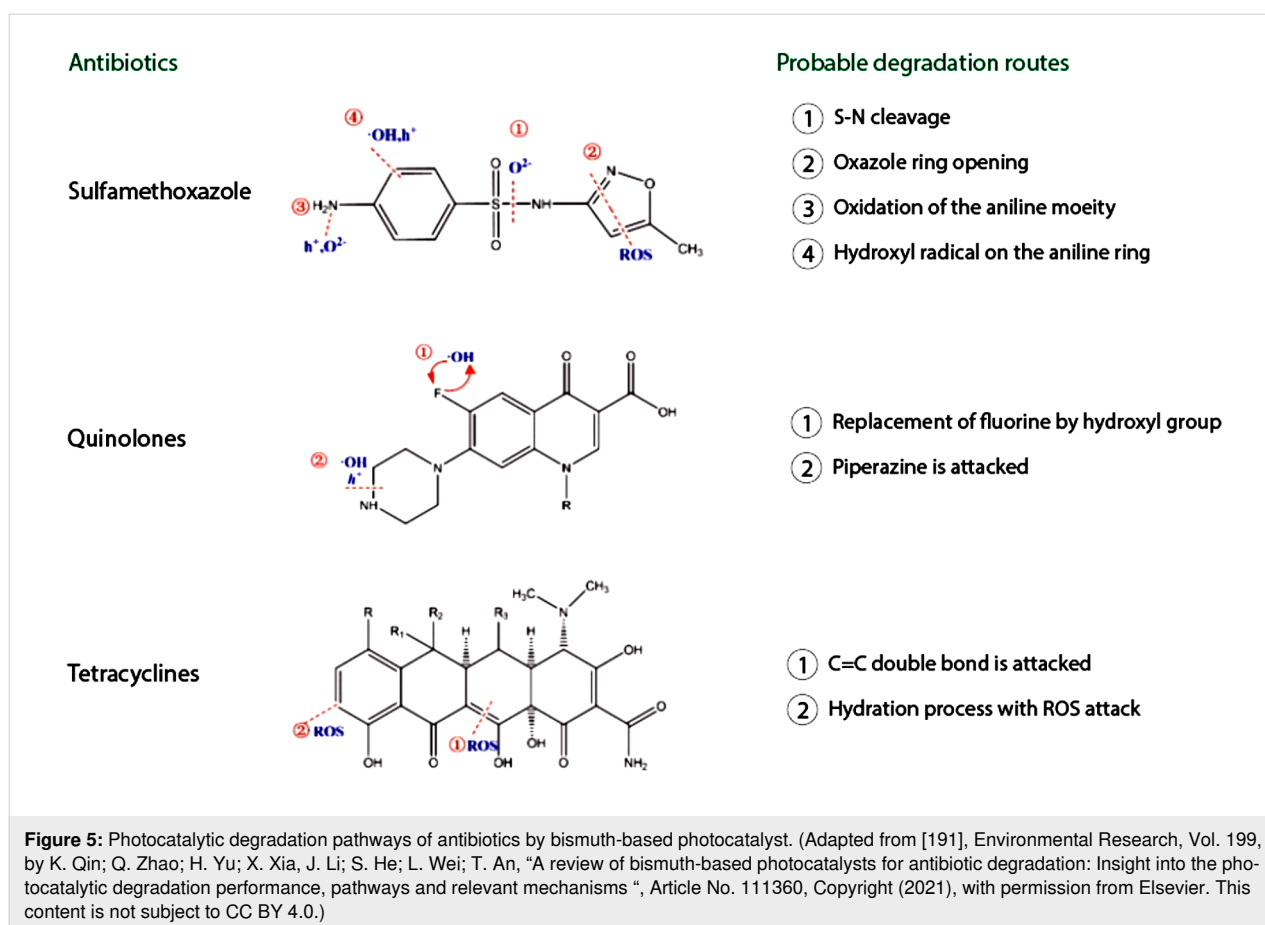 Antibiotics
Probable degradation routes
Sulfamethoxazole
④
·OH,h⁺
①
O²⁻
②
N
O
③ H₂N
h⁺,O²⁻
O
S
NH
O
ROS
CH₃
① S-N cleavage
② Oxazole ring opening
③ Oxidation of the aniline moeity
④ Hydroxyl radical on the aniline ring
Quinolones
① ·OH
F
O
O
OH
② ·OH
h⁺
N
NH
N
R
① Replacement of fluorine by hydroxyl group
② Piperazine is attacked
Tetracyclines
H₃C
CH₃
N
R
R₁
R₂
H
R₃
H
OH
② ROS
① ROS
OH
O
OH
OH
O
O
NH₂
① C=C double bond is attacked
② Hydration process with ROS attack
Figure 5: Photocatalytic degradation pathways of antibiotics by bismuth-based photocatalyst. (Adapted from [191], Environmental Research, Vol. 199,
by K. Qin; Q. Zhao; H. Yu; X. Xia, J. Li; S. He; L. Wei; T. An, “A review of bismuth-based photocatalysts for antibiotic degradation: Insight into the pho-
tocatalytic degradation performance, pathways and relevant mechanisms “, Article No. 111360, Copyright (2021), with permission from Elsevier. This
content is not subject to CC BY 4.0.)